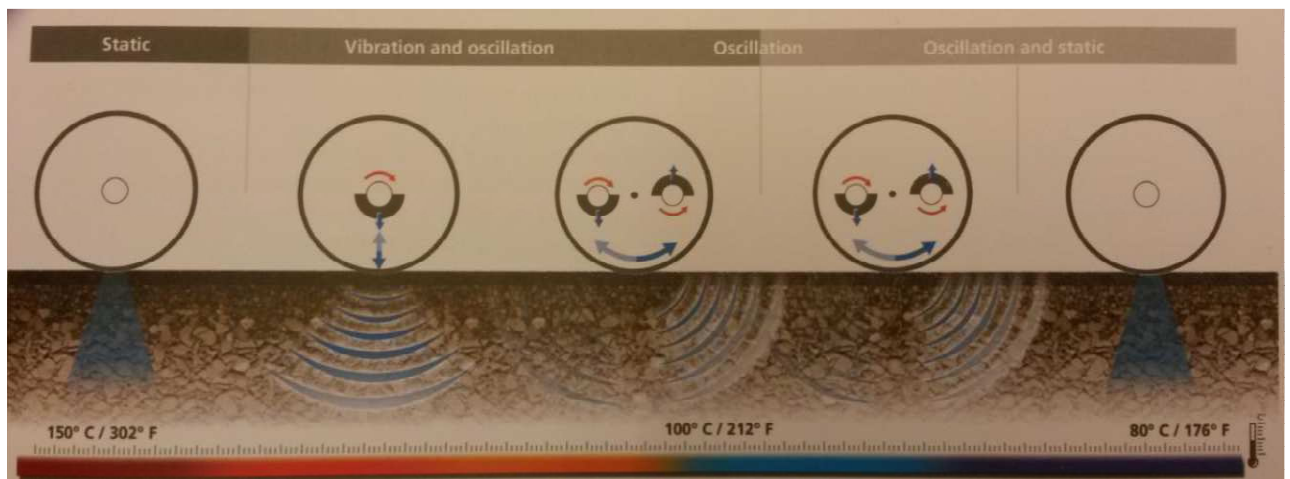 Static
Vibration and oscillation
Oscillation
Oscillation and static
150° C / 302° F
100° C / 212° F
80° C / 176° F